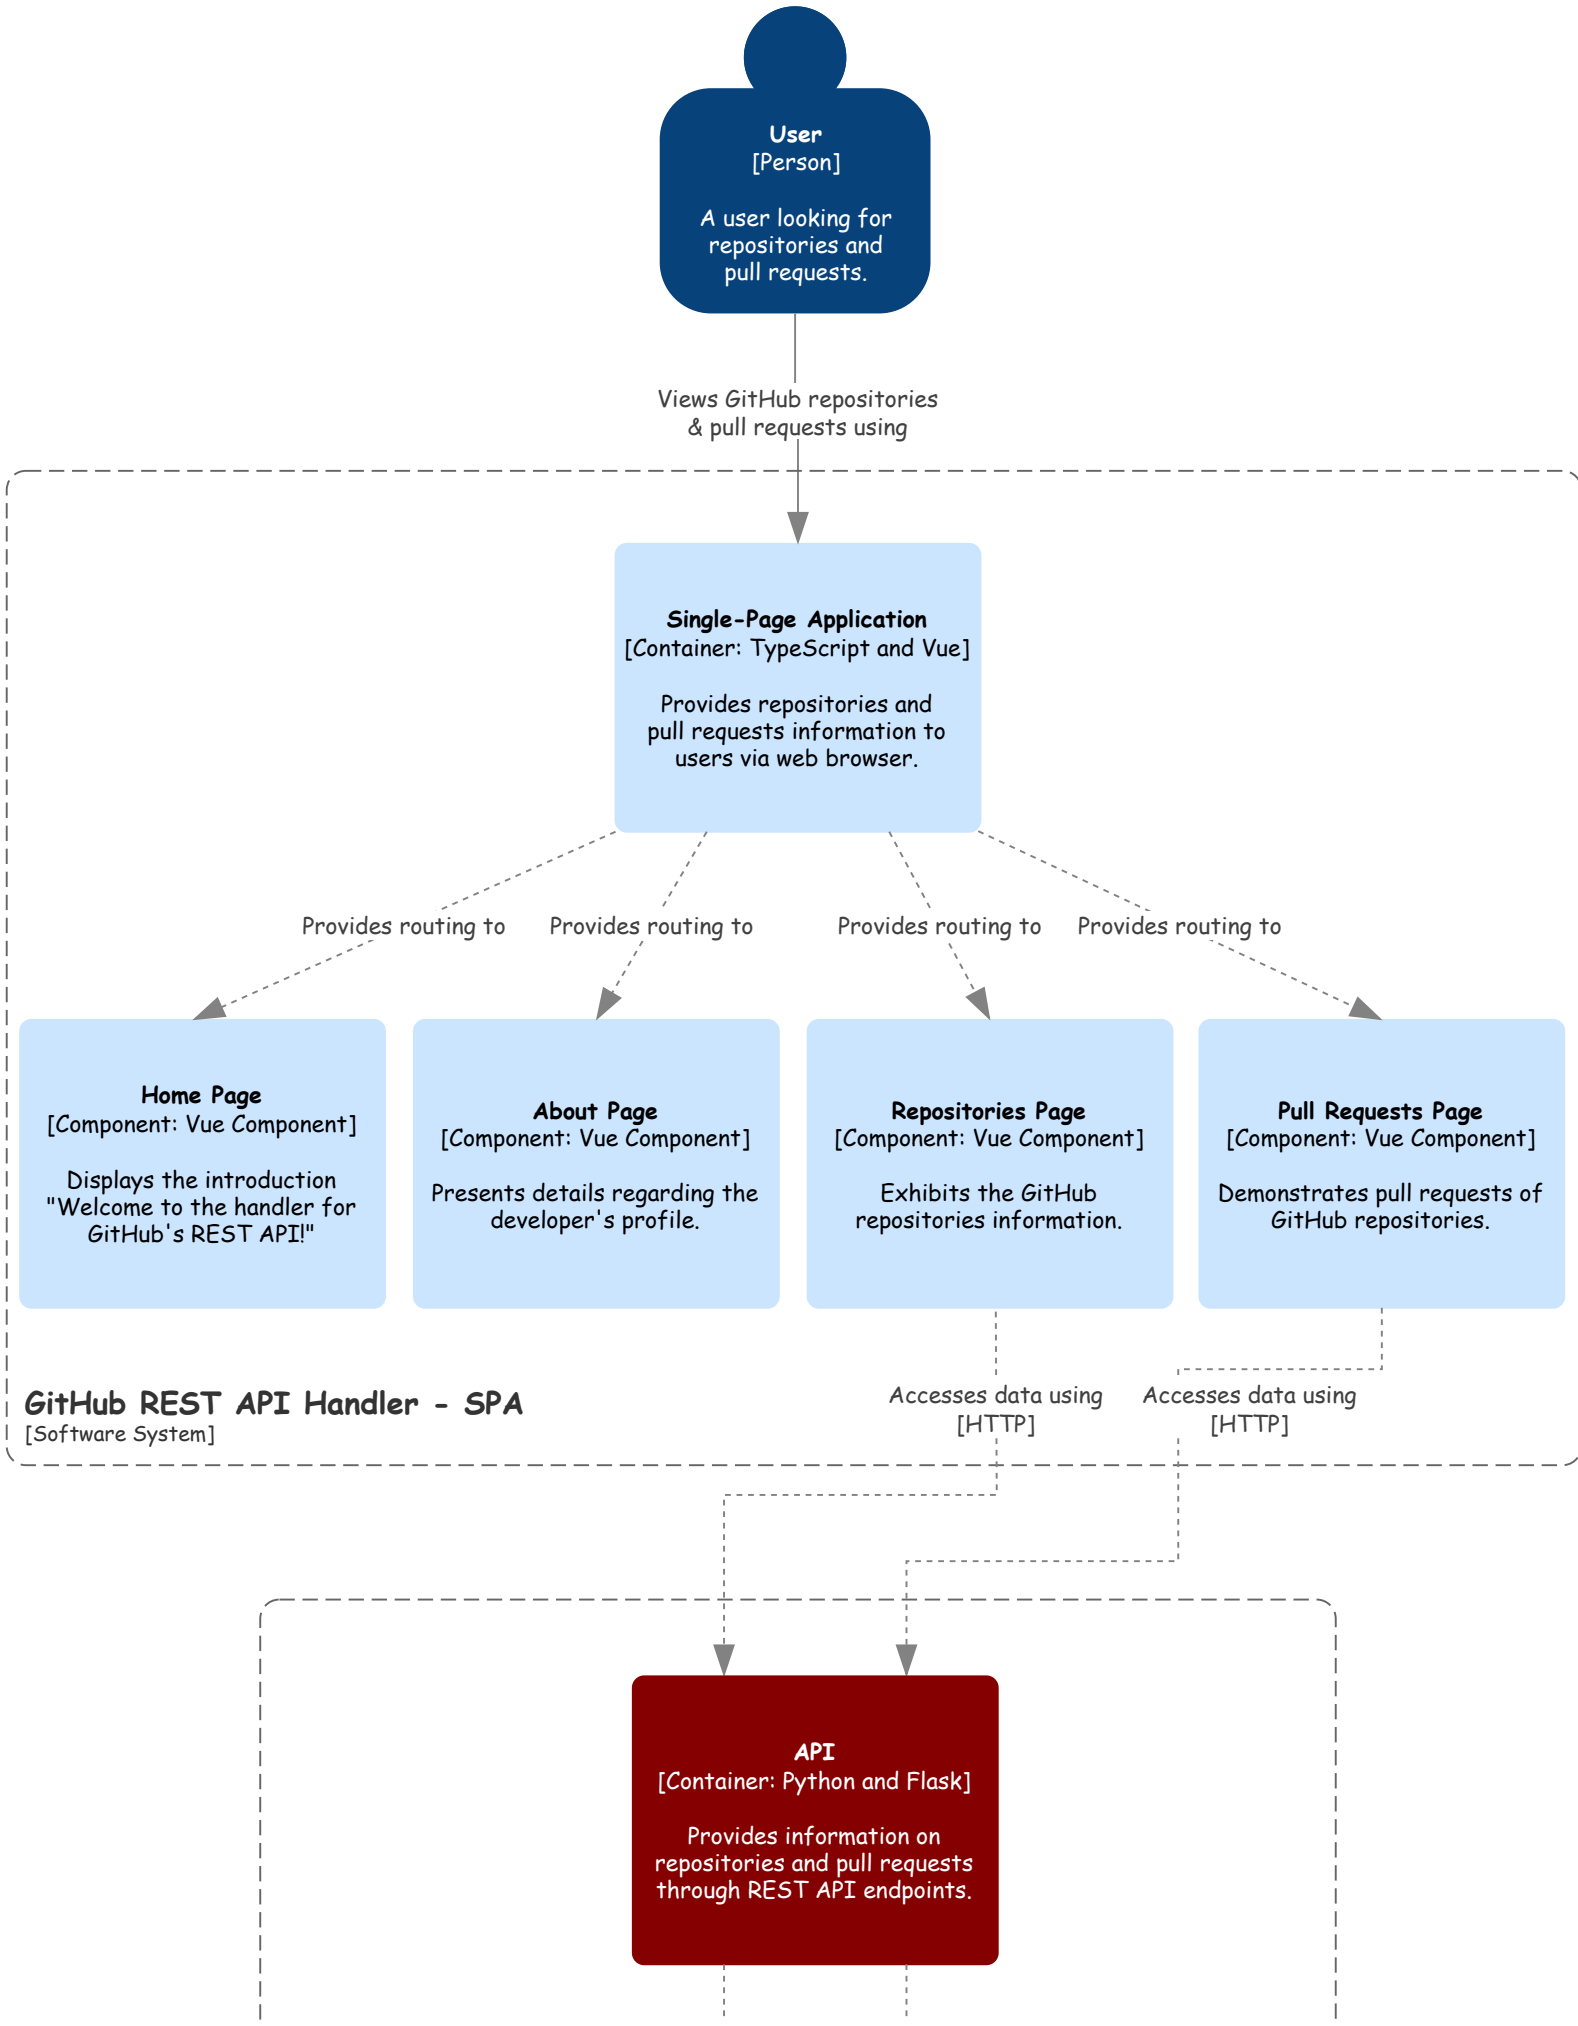 User
[Person]
A user looking for
repositories and
pull requests.
Views GitHub repositories
& pull requests using
Single-Page Application
[Container: TypeScript and Vue]
Provides repositories and
pull requests information to
users via web browser.
Provides routing to
Provides routing to
Provides routing to
Provides routing to
Home Page
[Component: Vue Component]
Displays the introduction
"Welcome to the handler for
GitHub's REST API!"
About Page
[Component: Vue Component]
Presents details regarding the
developer's profile.
Repositories Page
[Component: Vue Component]
Exhibits the GitHub
repositories information.
Pull Requests Page
[Component: Vue Component]
Demonstrates pull requests of
GitHub repositories.
GitHub REST API Handler - SPA
[Software System]
Accesses data using
[HTTP]
Accesses data using
[HTTP]
API
[Container: Python and Flask]
Provides information on
repositories and pull requests
through REST API endpoints.